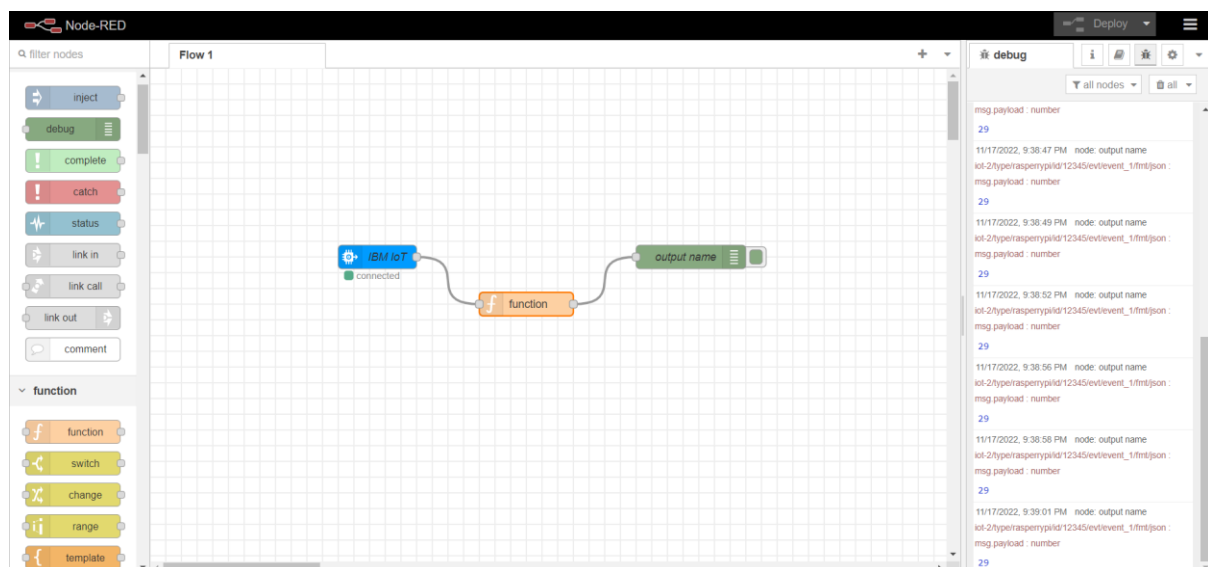 Node-RED
Deploy
filter nodes
Flow 1
debug
i
all nodes
all
inject
debug
complete
catch
status
link in
link call
link out
comment
function
function
switch
change
range
template
IBM IoT
connected
function
output name
msg.payload : number
29
11/17/2022, 9:38:47 PM node: output name
iot-2/type/rasperrypi/id/12345/evt/event_1/fmt/json :
msg.payload : number
29
11/17/2022, 9:38:49 PM node: output name
iot-2/type/rasperrypi/id/12345/evt/event_1/fmt/json :
msg.payload : number
29
11/17/2022, 9:38:52 PM node: output name
iot-2/type/rasperrypi/id/12345/evt/event_1/fmt/json :
msg.payload : number
29
11/17/2022, 9:38:56 PM node: output name
iot-2/type/rasperrypi/id/12345/evt/event_1/fmt/json :
msg.payload : number
29
11/17/2022, 9:38:58 PM node: output name
iot-2/type/rasperrypi/id/12345/evt/event_1/fmt/json :
msg.payload : number
29
11/17/2022, 9:39:01 PM node: output name
iot-2/type/rasperrypi/id/12345/evt/event_1/fmt/json :
msg.payload : number
29